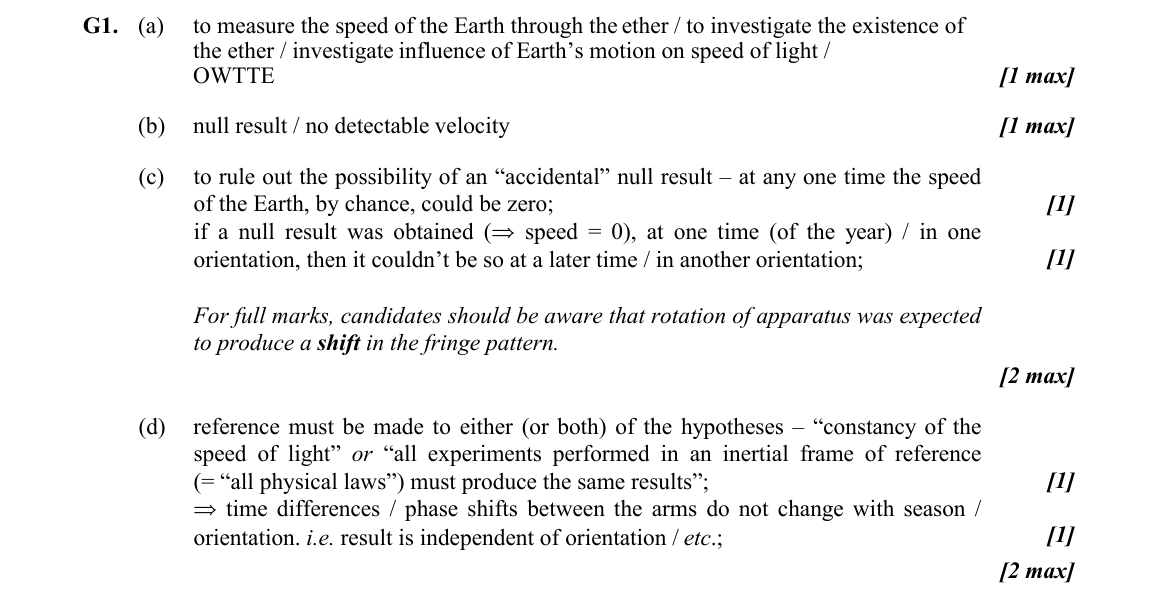 G1. (a) to measure the speed of the Earth through the ether / to investigate the existence of
the ether / investigate influence of Earth’s motion on speed of light /
OWTTE [1 max]
(b) null result / no detectable velocity [1 max]
(c) to rule out the possibility of an “accidental” null result – at any one time the speed
of the Earth, by chance, could be zero; [1]
if a null result was obtained (⇒ speed = 0), at one time (of the year) / in one
orientation, then it couldn’t be so at a later time / in another orientation; [1]
For full marks, candidates should be aware that rotation of apparatus was expected
to produce a shift in the fringe pattern.
[2 max]
(d) reference must be made to either (or both) of the hypotheses – “constancy of the
speed of light” or “all experiments performed in an inertial frame of reference
(= “all physical laws”) must produce the same results”; [1]
⇒ time differences / phase shifts between the arms do not change with season /
orientation. i.e. result is independent of orientation / etc.; [1]
[2 max]